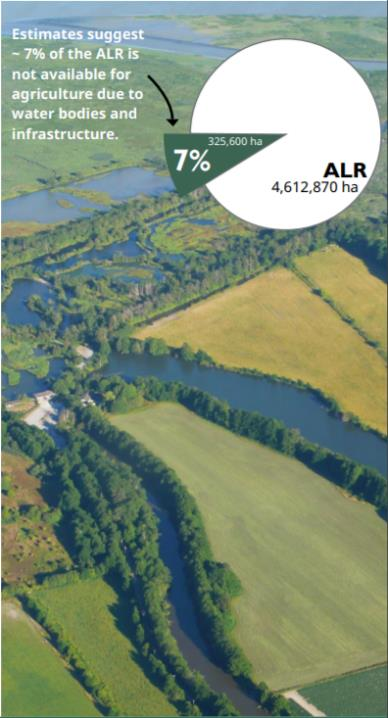 Estimates suggest
~ 7% of the ALR is
not available for
agriculture due to
water bodies and
infrastructure.
325,600 ha
7%
ALR
4,612,870 ha